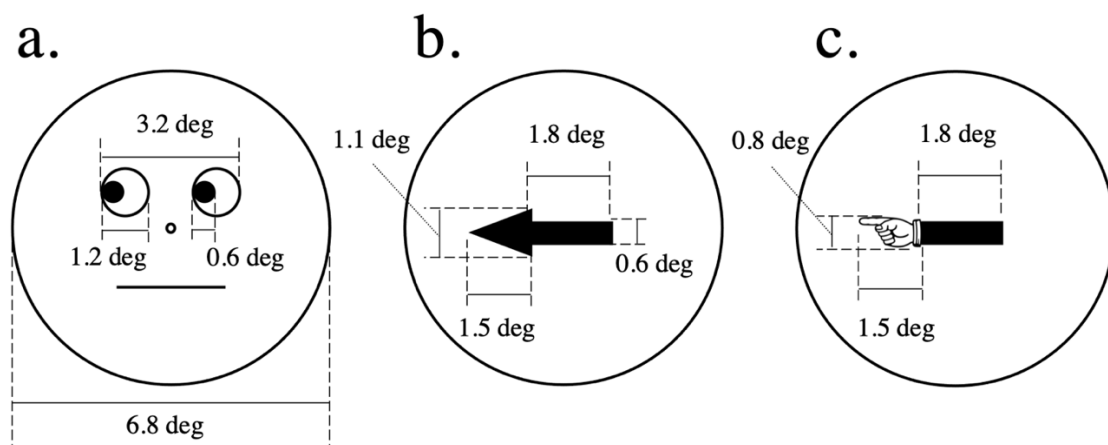 a.
3.2 deg
1.2 deg
0.6 deg
6.8 deg
b.
1.1 deg
1.8 deg
0.6 deg
1.5 deg
c.
0.8 deg
1.8 deg
1.5 deg